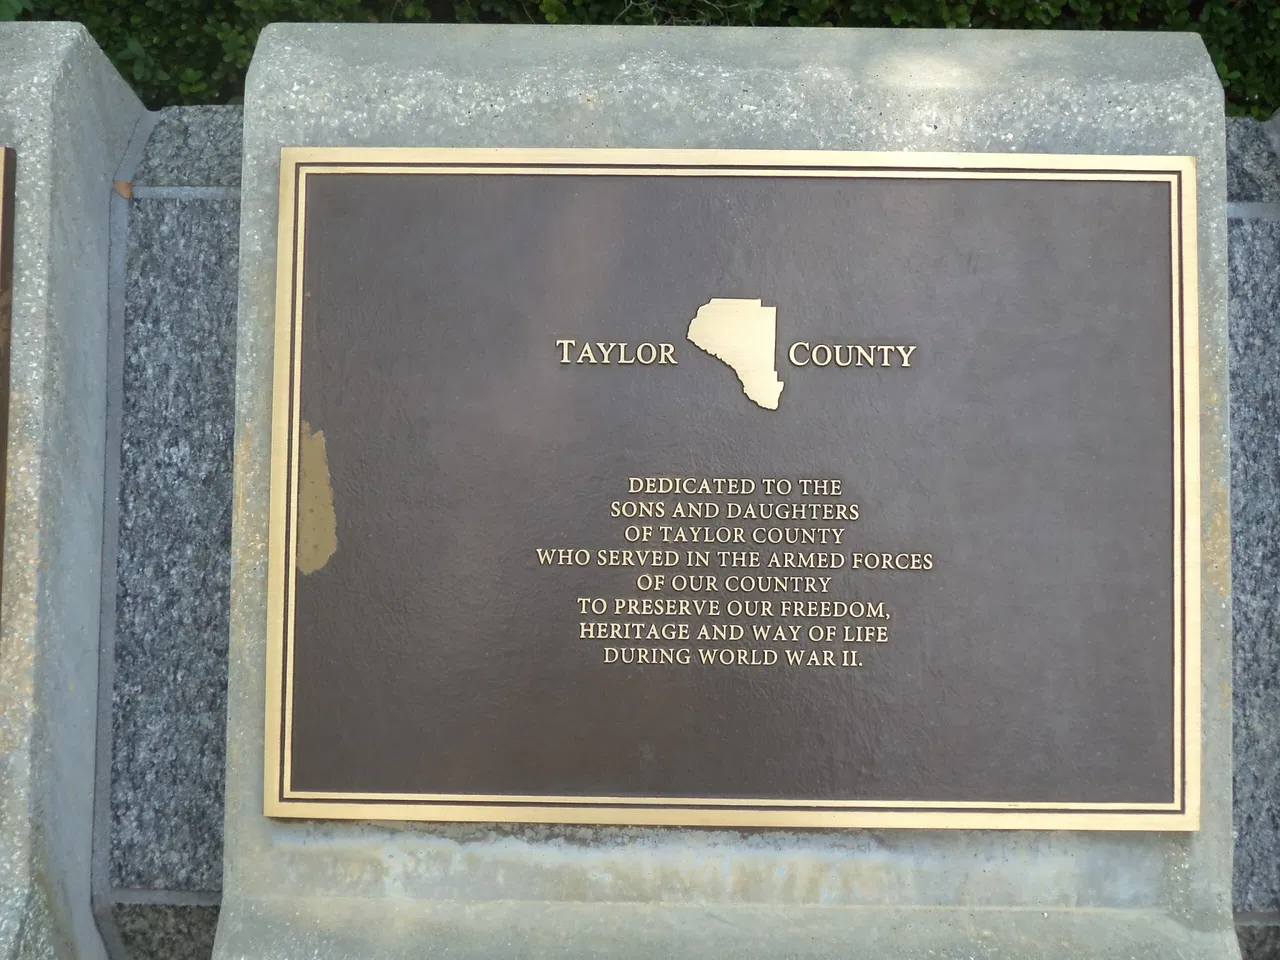 TAYLOR COUNTY
DEDICATED TO THE
SONS AND DAUGHTERS
OF TAYLOR COUNTY
WHO SERVED IN THE ARMED FORCES
OF OUR COUNTRY
TO PRESERVE OUR FREEDOM,
HERITAGE AND WAY OF LIFE
DURING WORLD WAR II.